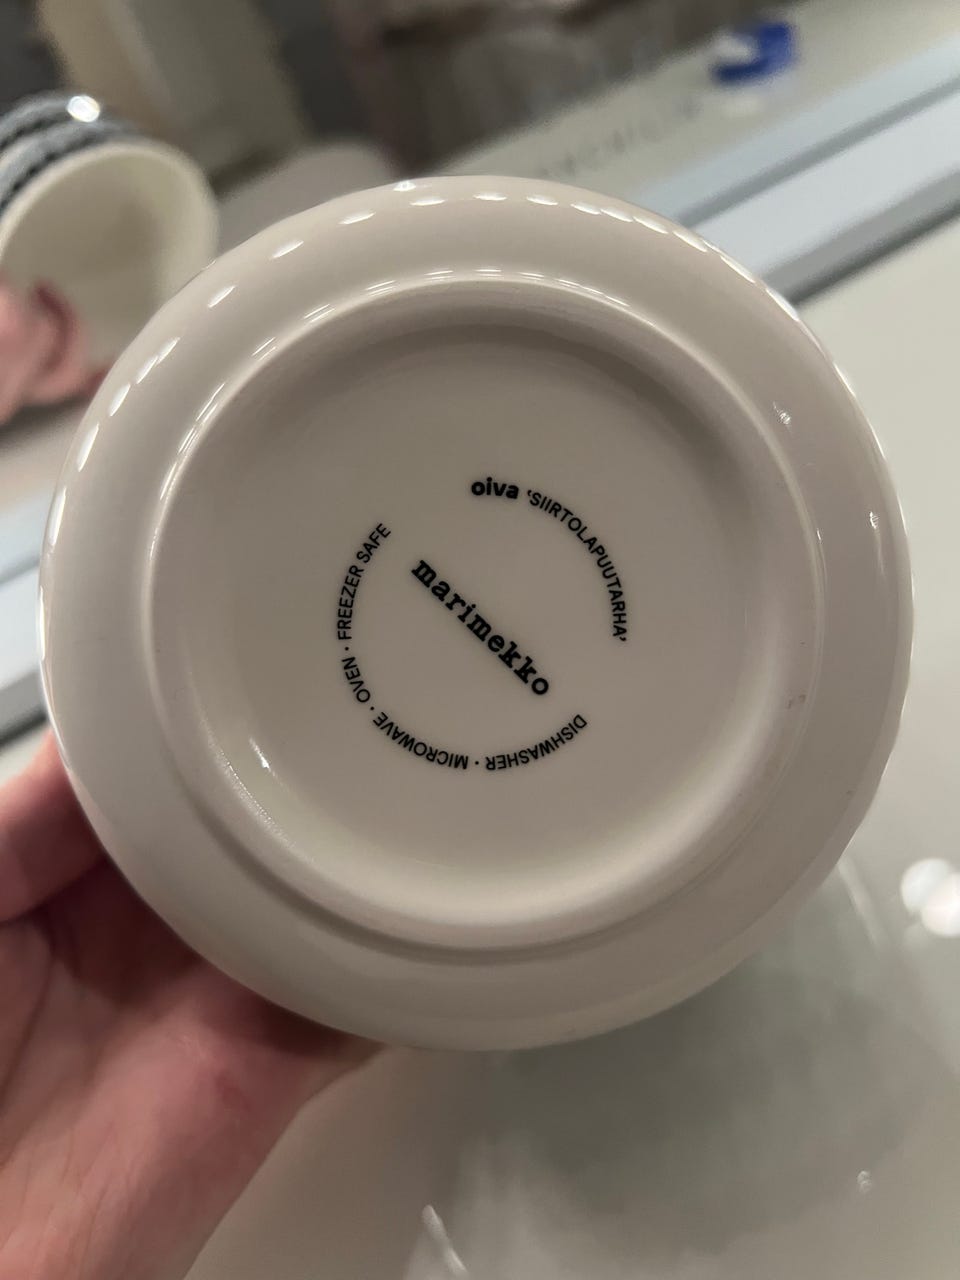 oiva ‘SIIRTOLAPUUTARHA’
marimekko
DISHWASHER · MICROWAVE · OVEN · FREEZER SAFE